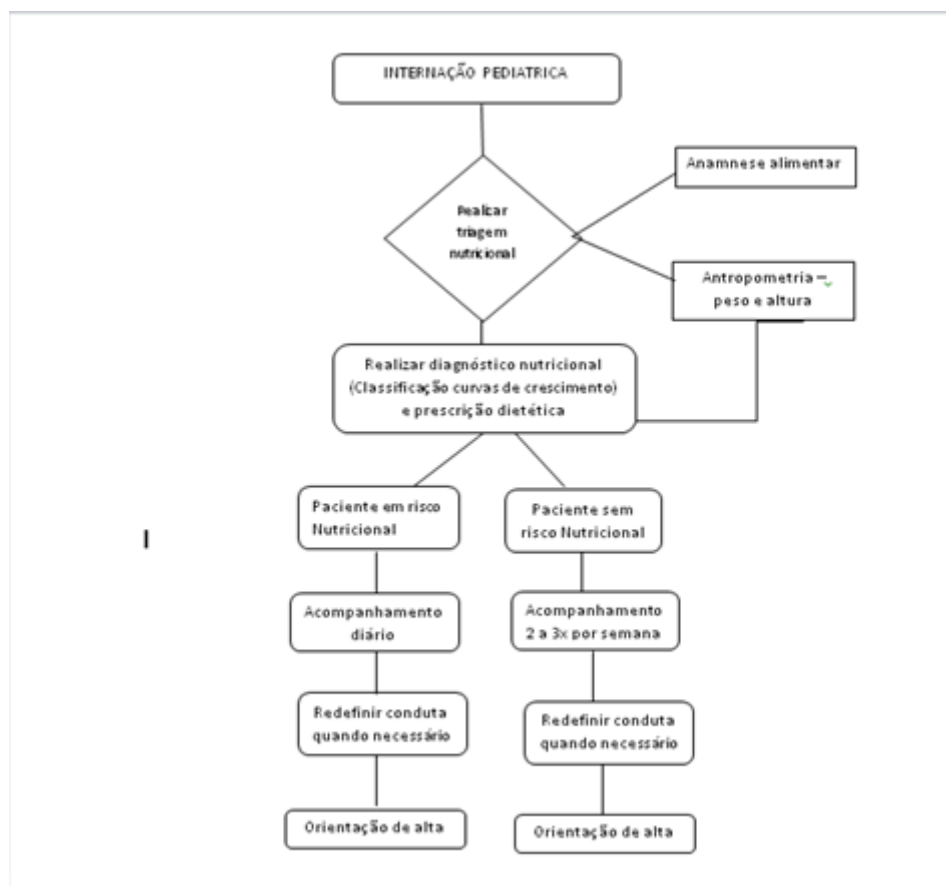 INTERNAÇÃO PEDIATRICA
Realizar
triagem
nutricional
Anamnese alimentar
Antropometria –
peso e altura
Realizar diagnóstico nutricional
(Classificação curvas de crescimento)
e prescrição dietética
Paciente em risco
Nutricional
Paciente sem
risco Nutricional
Acompanhamento
diário
Acompanhamento
2 a 3x por semana
Redefinir conduta
quando necessário
Redefinir conduta
quando necessário
Orientação de alta
Orientação de alta